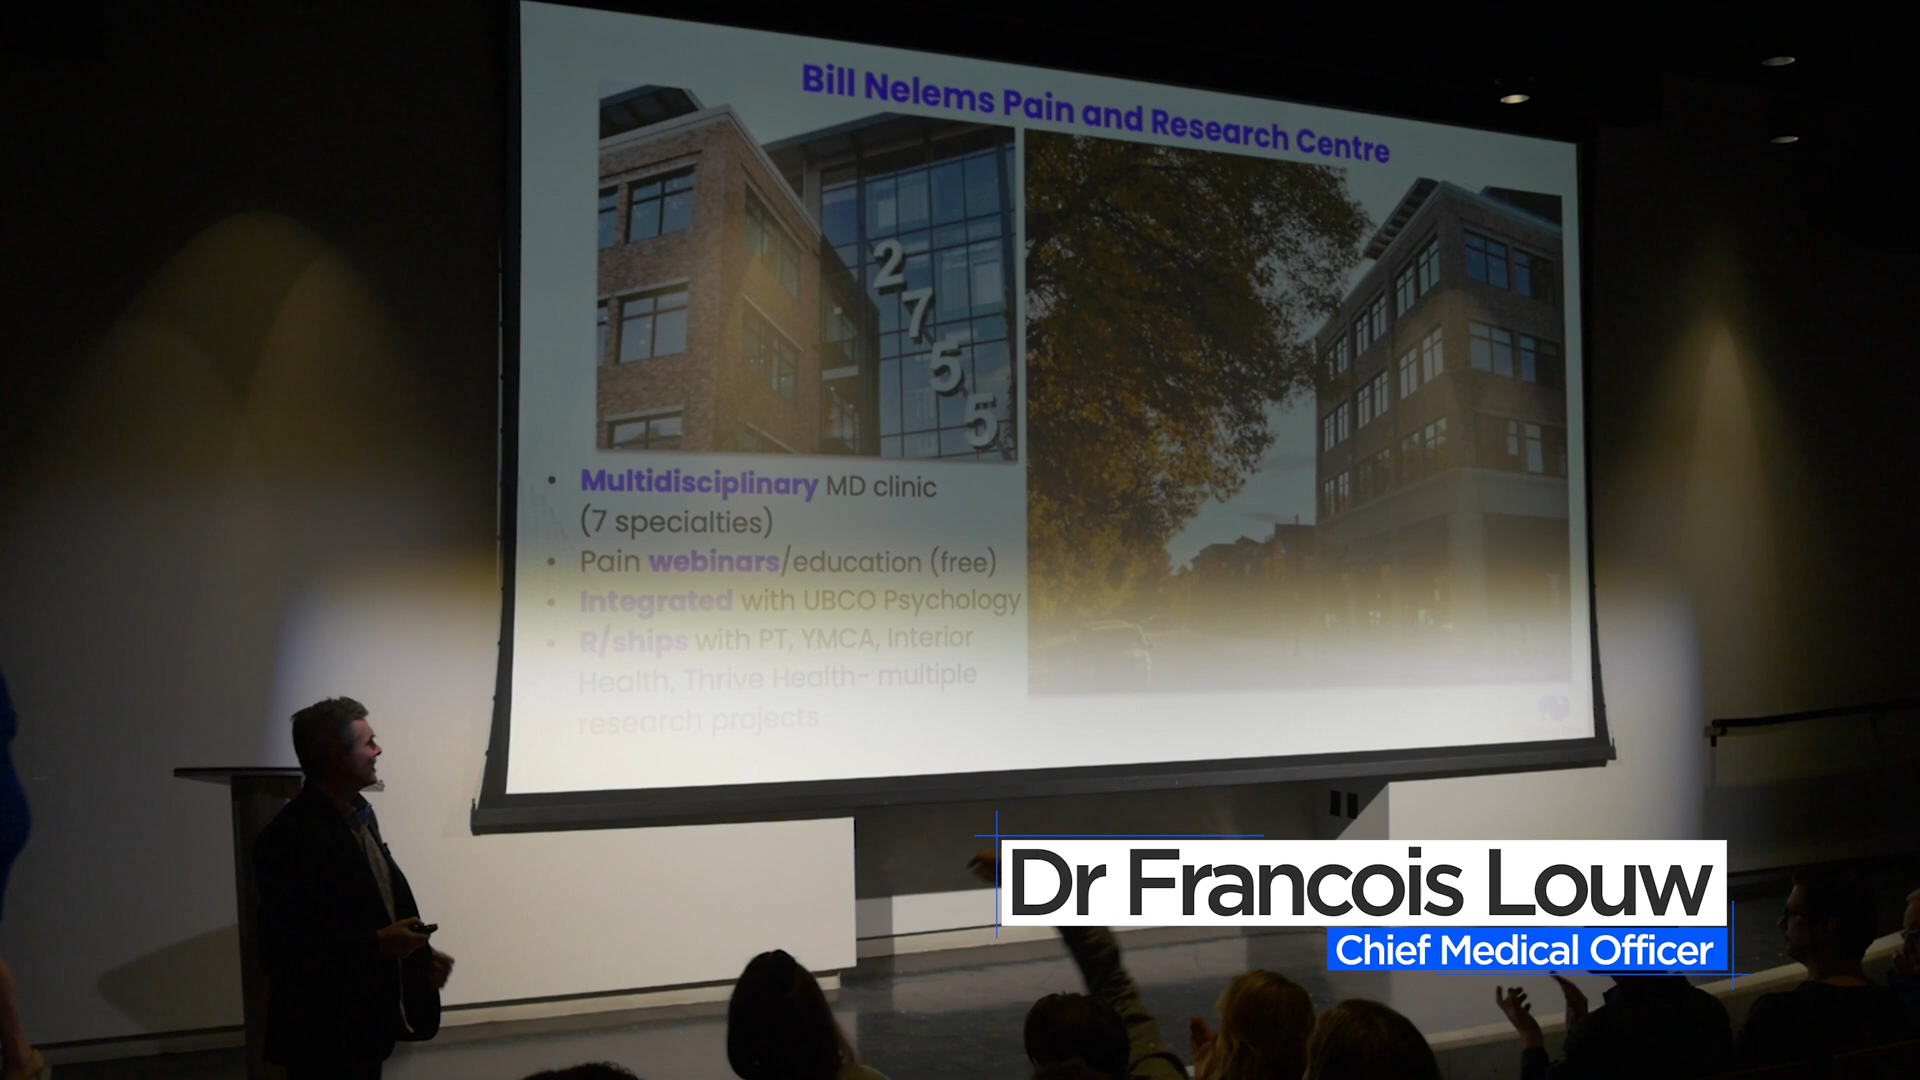 Bill Nelems Pain and Research Centre
2
7
5
5
• Multidisciplinary MD clinic
(7 specialties)
• Pain webinars/education (free)
• Integrated with UBCO Psychology
• R/ships with PT, YMCA, Interior
Health, Thrive Health- multiple
research projects
Dr Francois Louw
Chief Medical Officer